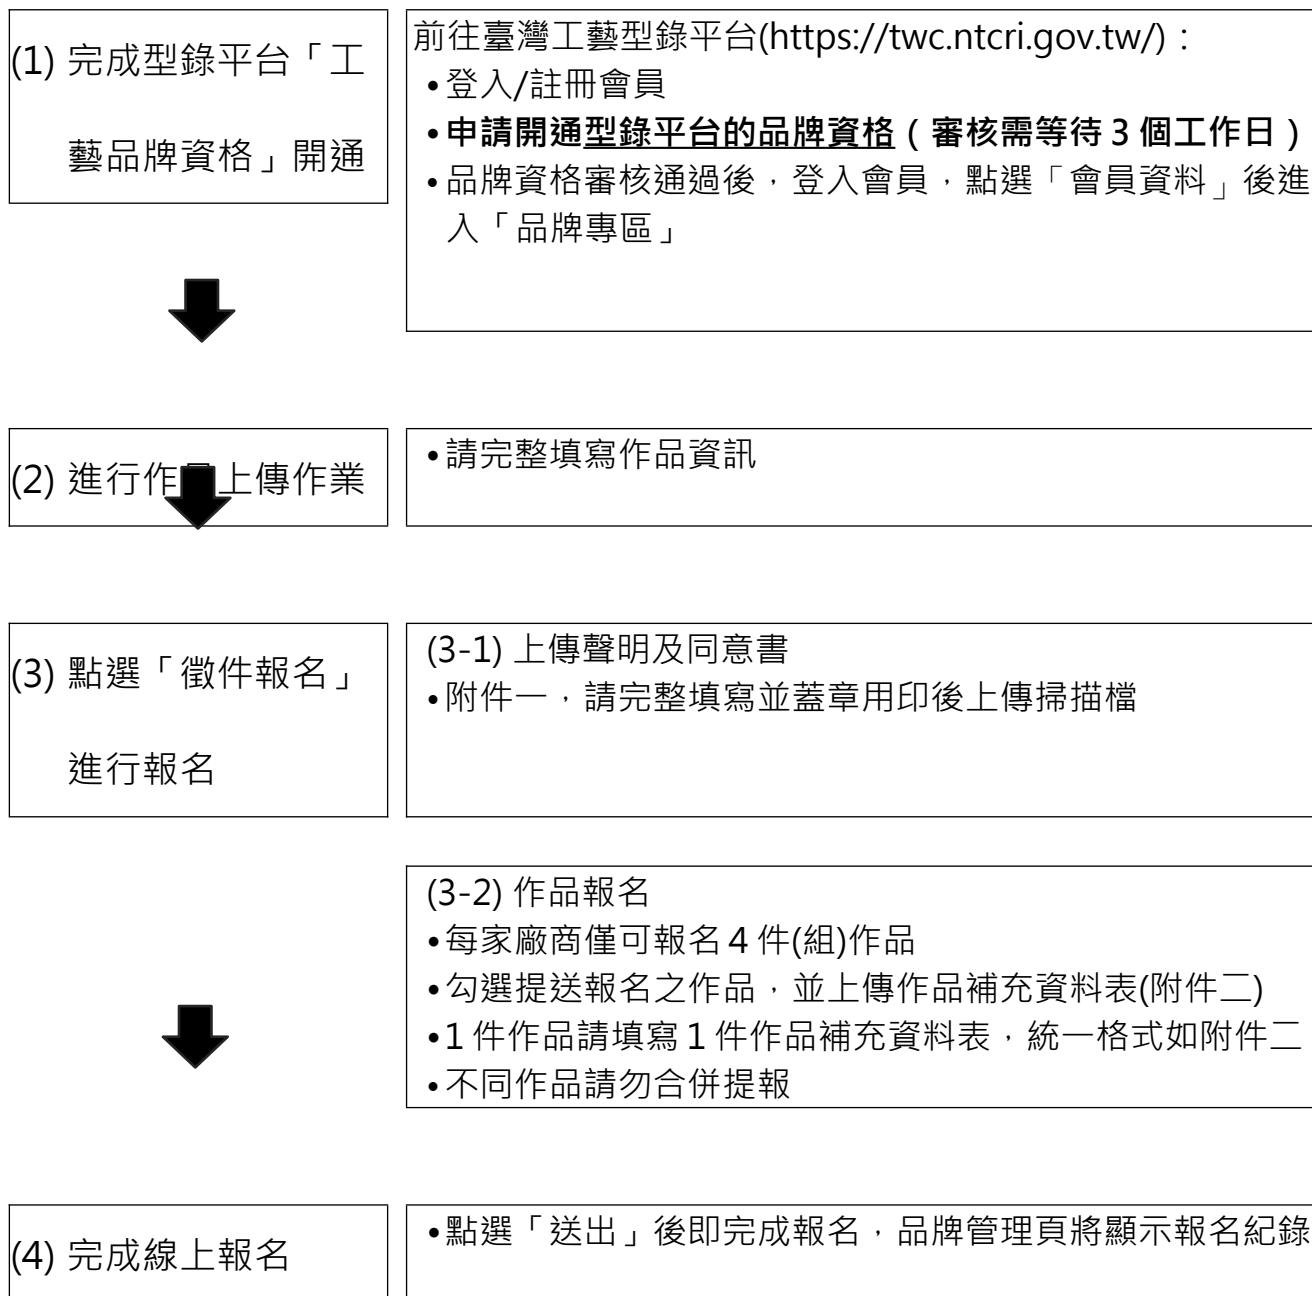 (1) 完成型錄平台「工
藝品牌資格」開通
前往臺灣工藝型錄平台(https://twc.ntcri.gov.tw/)：
•登入/註冊會員
•申請開通型錄平台的品牌資格（審核需等待3個工作日）
•品牌資格審核通過後，登入會員，點選「會員資料」後進
入「品牌專區」
(2) 進行作 上傳作業
•請完整填寫作品資訊
(3) 點選「徵件報名」
進行報名
(3-1) 上傳聲明及同意書
•附件一，請完整填寫並蓋章用印後上傳掃描檔
(3-2) 作品報名
•每家廠商僅可報名4件(組)作品
•勾選提送報名之作品，並上傳作品補充資料表(附件二)
•1件作品請填寫1件作品補充資料表，統一格式如附件二
•不同作品請勿合併提報
(4) 完成線上報名
•點選「送出」後即完成報名，品牌管理頁將顯示報名紀錄